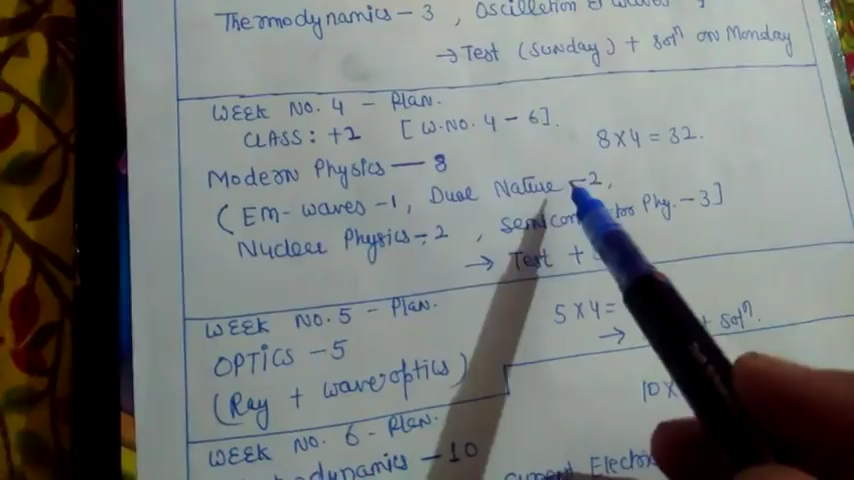 Thermodynamics - 3 , Oscillation & waves
→ Test (Sunday) + Solⁿ on Monday
WEEK NO. 4 - Plan.
CLASS: +2 [W.NO. 4 - 6].
8 X 4 = 32.
Modern Physics - 8
(EM- waves -1, Dual Nature -2,
Nuclear Physics - 2 , Phy. - 3]
→ Test +
WEEK NO. 5 - Plan.
5 X 4 =
OPTICS - 5
→ + Solⁿ.
(Ray + wave optics)
WEEK NO. 6 - Plan.
- 10
Current